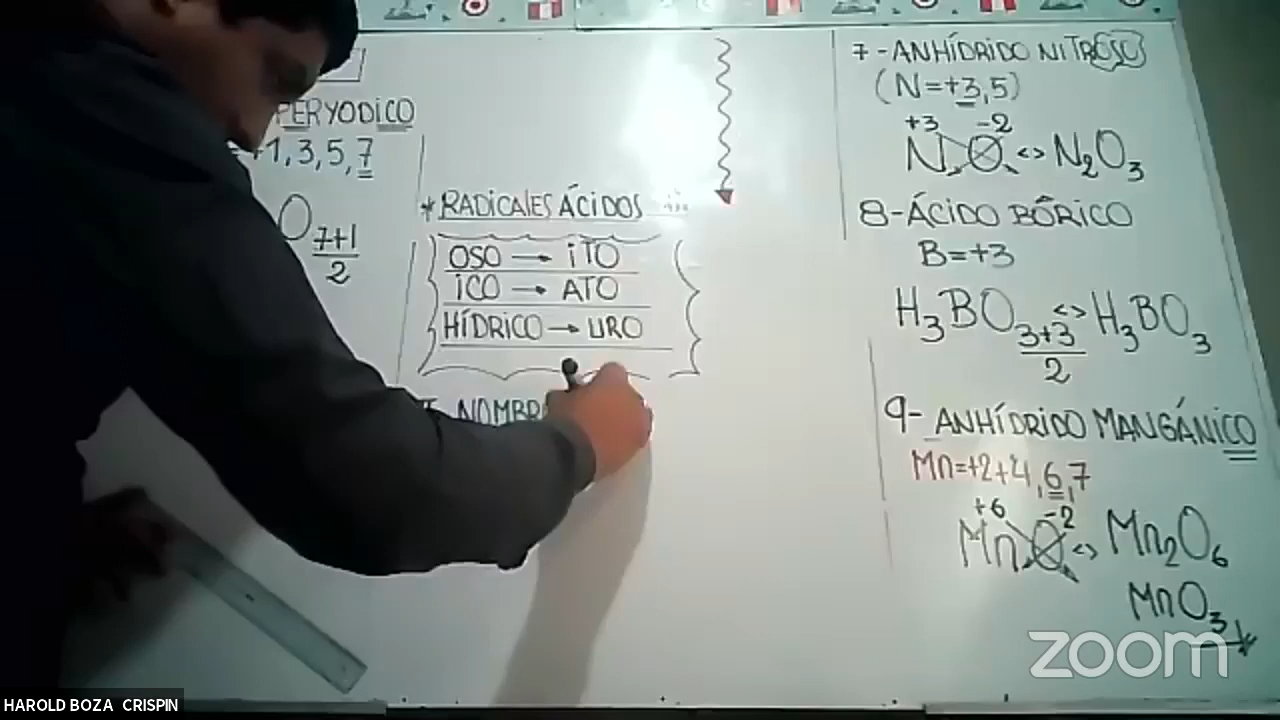 PERYODICO
+1,3,5,7
O 7+1
2
*RADICALES ÁCIDOS
OSO → iTO
iCO → ATO
HÍDRICO → URO
NOMBR
7-ANHÍDRIDO NITROSO
(N=+3,5)
+3 -2
N O <> N2O3
8-ÁCIDO BÓRICO
B=+3
H3BO 3+3 <> H3BO3
2
9- ANHÍDRIDO MANGÁNICO
Mn=+2+4,6,7
+6 -2
Mn O <> Mn2O6
MnO3
zoom
HAROLD BOZA CRISPIN